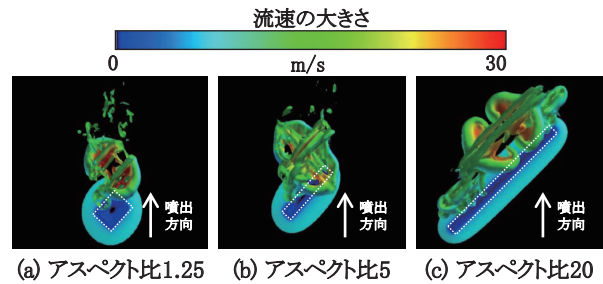 流速の大きさ
0 m/s 30
噴出
方向
噴出
方向
噴出
方向
(a) アスペクト比1.25 (b) アスペクト比5 (c) アスペクト比20